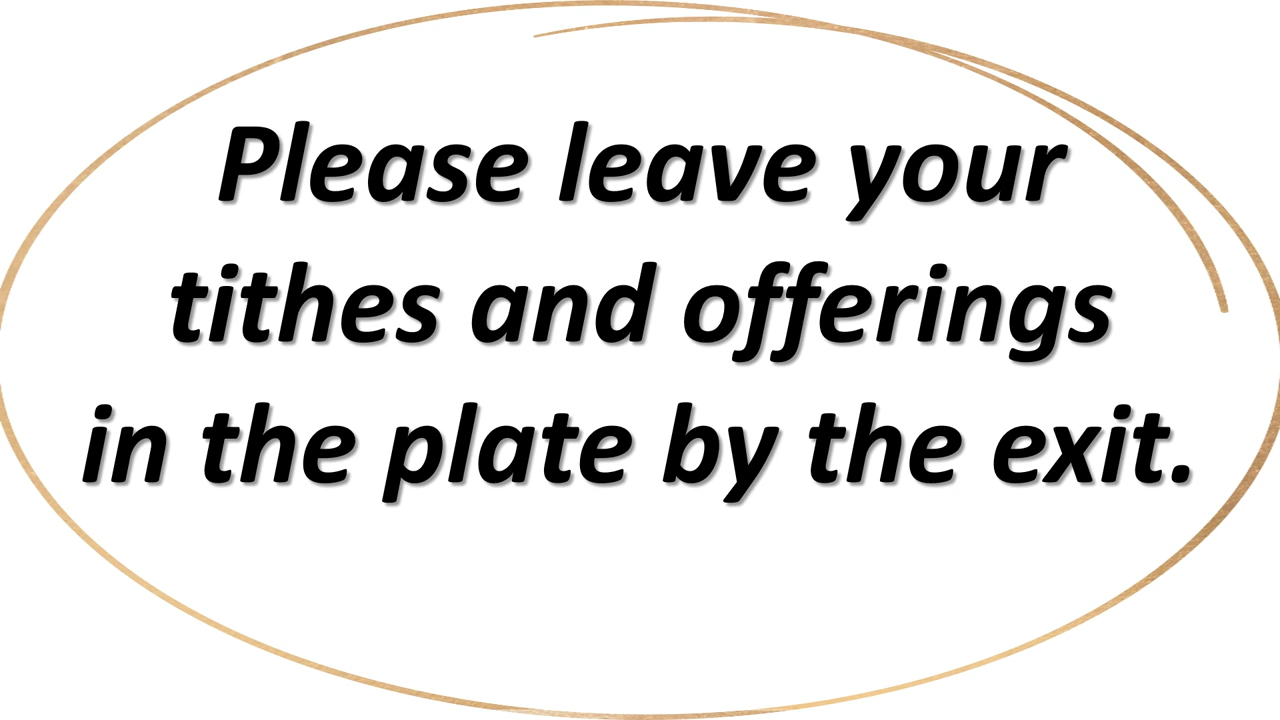 Please leave your
tithes and offerings
in the plate by the exit.